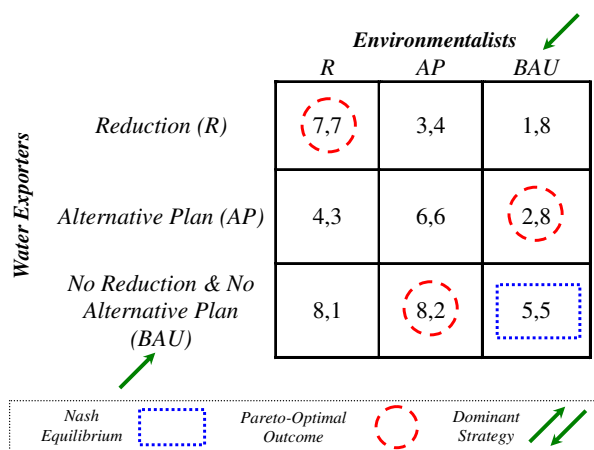 Environmentalists
R AP BAU
Water Exporters
Reduction (R) 7,7 3,4 1,8
Alternative Plan (AP) 4,3 6,6 2,8
No Reduction & No
Alternative Plan 8,1 8,2 5,5
(BAU)
Nash Pareto-Optimal Dominant
Equilibrium Outcome Strategy